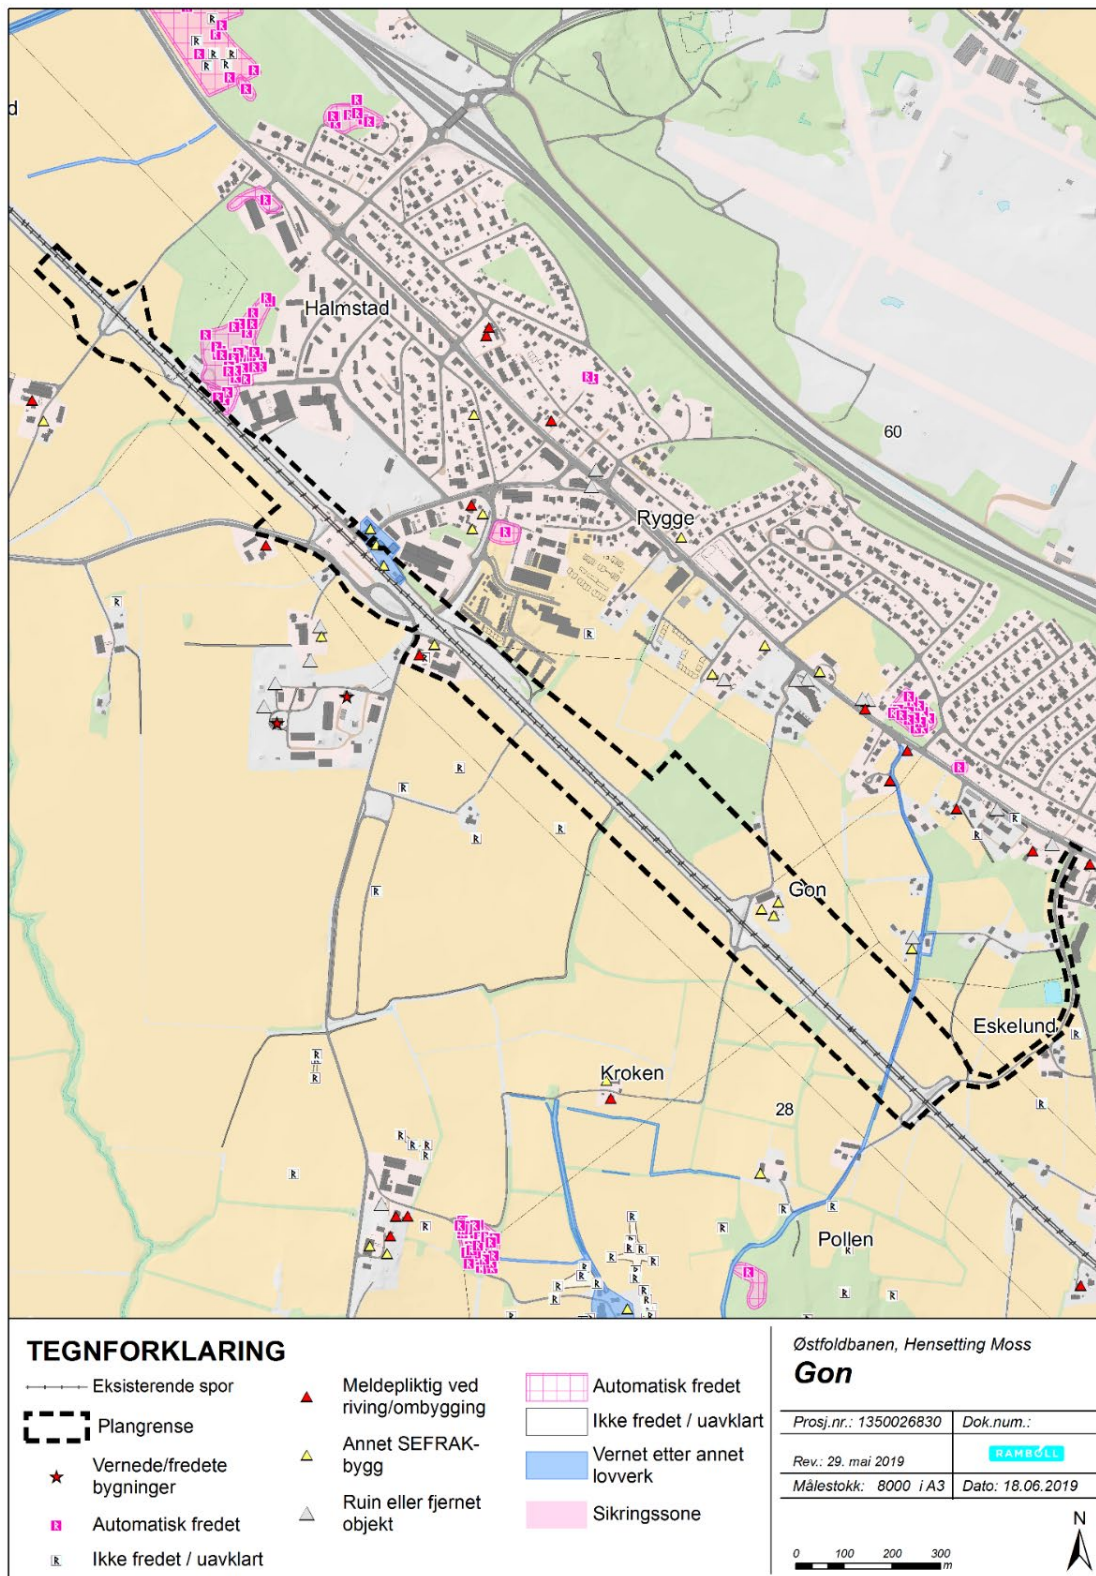 d
Halmstad
60
Rygge
Gon
Eskelund
Kroken
28
Pollen
TEGNFORKLARING
Eksisterende spor
Plangrense
Vernede/fredete
bygninger
Automatisk fredet
Ikke fredet / uavklart
Meldepliktig ved
riving/ombygging
Annet SEFRAK-
bygg
Ruin eller fjernet
objekt
Automatisk fredet
Ikke fredet / uavklart
Vernet etter annet
lovverk
Sikringssone
Østfoldbanen, Hensetting Moss
Gon
Prosj.nr.: 1350026830 Dok.num.:
Rev.: 29. mai 2019 RAMBOLL
Målestokk: 8000 i A3 Dato: 18.06.2019
N
0 100 200 300
m